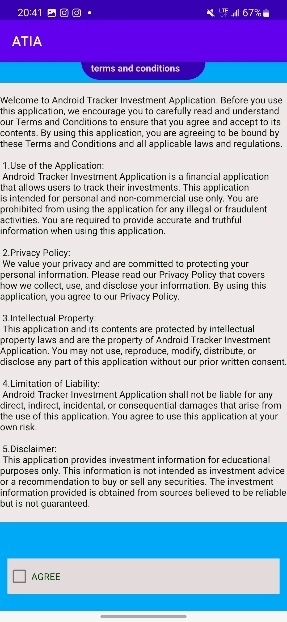 20:41
LTE
67%
ATIA
terms and conditions
Welcome to Android Tracker Investment Application. Before you use
this application, we encourage you to carefully read and understand
our Terms and Conditions to ensure that you agree and accept to its
contents. By using this application, you are agreeing to be bound by
these Terms and Conditions and all applicable laws and regulations.
1.Use of the Application:
Android Tracker Investment Application is a financial application
that allows users to track their investments. This application
is intended for personal and non-commercial use only. You are
prohibited from using the application for any illegal or fraudulent
activities. You are required to provide accurate and truthful
information when using this application.
2.Privacy Policy:
We value your privacy and are committed to protecting your
personal information. Please read our Privacy Policy that covers
how we collect, use, and disclose your information. By using this
application, you agree to our Privacy Policy.
3.Intellectual Property:
This application and its contents are protected by intellectual
property laws and are the property of Android Tracker Investment
Application. You may not use, reproduce, modify, distribute, or
disclose any part of this application without our prior written consent.
4.Limitation of Liability:
Android Tracker Investment Application shall not be liable for any
direct, indirect, incidental, or consequential damages that arise from
the use of this application. You agree to use this application at your
own risk.
5.Disclaimer:
This application provides investment information for educational
purposes only. This information is not intended as investment advice
or a recommendation to buy or sell any securities. The investment
information provided is obtained from sources believed to be reliable
but is not guaranteed.
AGREE